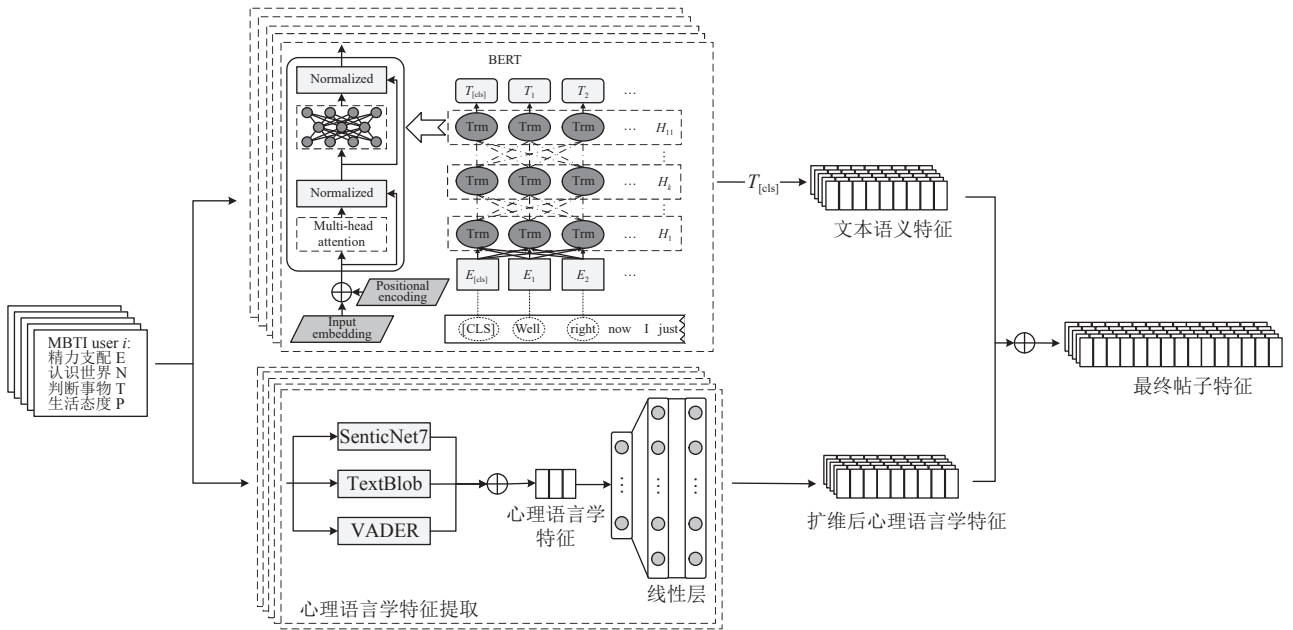 BERT
Normalized
T[cls]
T1
T2
…
Trm
Trm
Trm
…
H11
⋮
Trm
Trm
Trm
…
Hk
⋮
Normalized
Multi-head
attention
Trm
Trm
Trm
…
H1
E[cls]
E1
E2
…
Positional
encoding
Input
embedding
[CLS] Well right now I just
T[cls]
文本语义特征
MBTI user i:
精力支配 E
认识世界 N
判断事物 T
生活态度 P
最终帖子特征
SenticNet7
TextBlob
VADER
心理语言学
特征
⋮
⋮
⋮
线性层
心理语言学特征提取
扩维后心理语言学特征